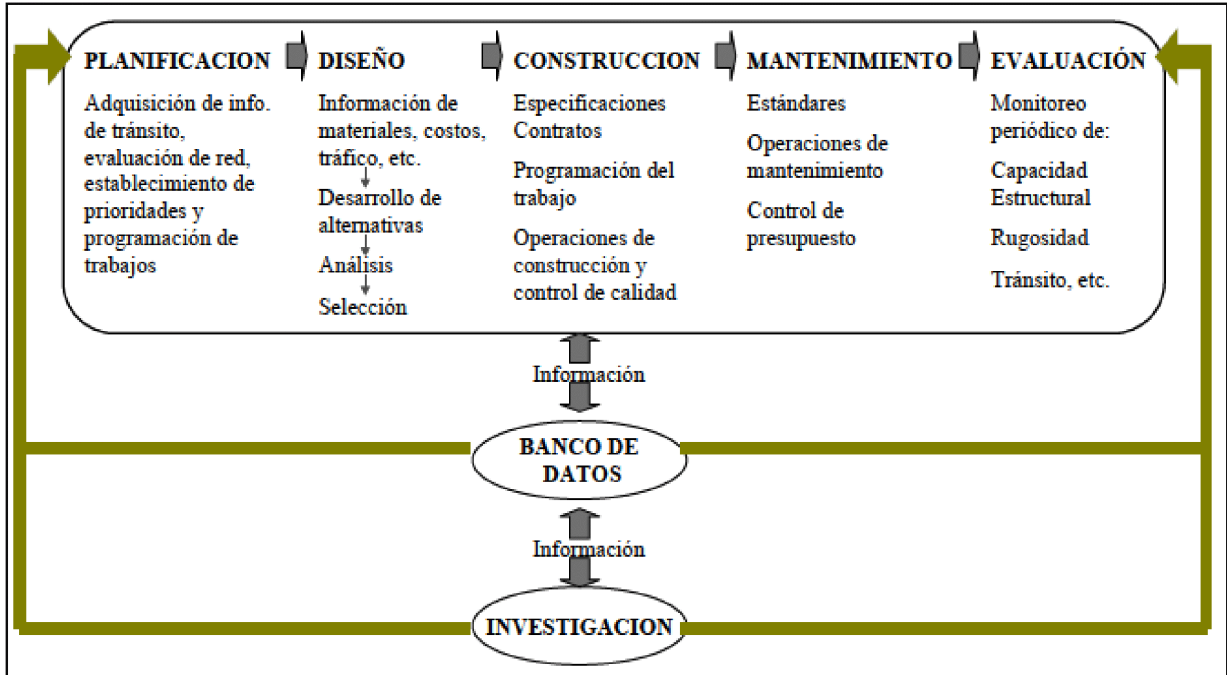 PLANIFICACION
Adquisición de info.
de tránsito,
evaluación de red,
establecimiento de
prioridades y
programación de
trabajos
DISEÑO
Información de
materiales, costos,
tráfico, etc.
Desarrollo de
alternativas
Análisis
Selección
CONSTRUCCION
Especificaciones
Contratos
Programación del
trabajo
Operaciones de
construcción y
control de calidad
MANTENIMIENTO
Estándares
Operaciones de
mantenimiento
Control de
presupuesto
EVALUACIÓN
Monitoreo
periódico de:
Capacidad
Estructural
Rugosidad
Tránsito, etc.
Información
BANCO DE
DATOS
Información
INVESTIGACION